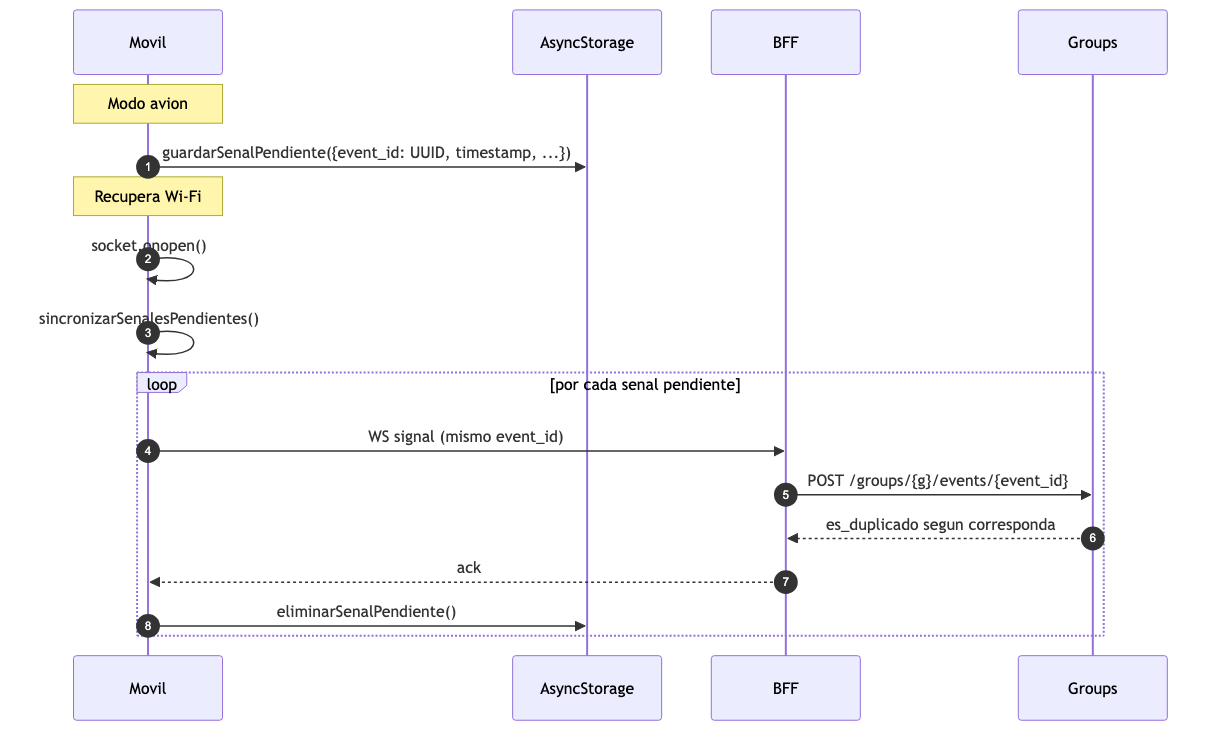 Movil
AsyncStorage
BFF
Groups
Modo avion
guardarSenalPendiente({event_id: UUID, timestamp, ...})
1
Recupera Wi-Fi
socket.onopen()
2
sincronizarSenalesPendientes()
3
loop
[por cada senal pendiente]
WS signal (mismo event_id)
4
POST /groups/{g}/events/{event_id}
5
es_duplicado segun corresponda
6
ack
7
eliminarSenalPendiente()
8
Movil
AsyncStorage
BFF
Groups